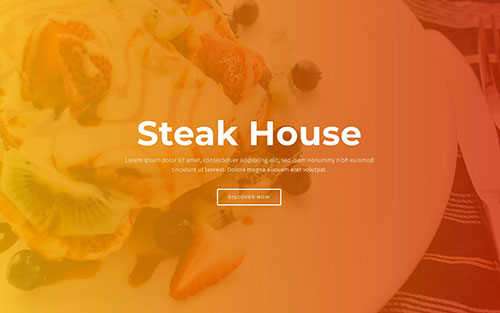 Steak House
Lorem ipsum dolor sit amet, consectetuer adipiscing elit, sed diam nonummy nibh euismod
tincidunt ut laoreet. Dolore magna aliquam erat volutpat.
DISCOVER NOW